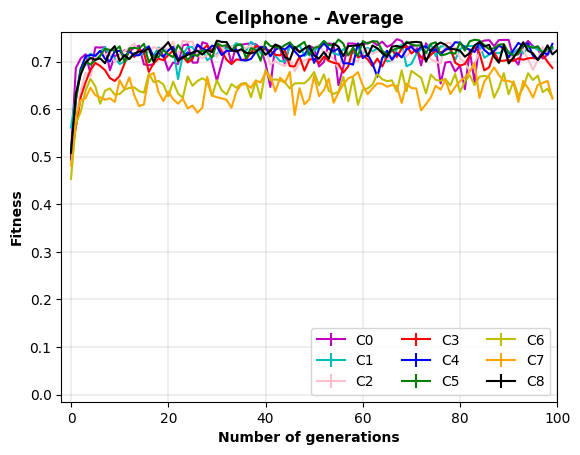 Cellphone - Average
Fitness
0.7
0.6
0.5
0.4
0.3
0.2
0.1
0.0
C0 C3 C6
C1 C4 C7
C2 C5 C8
0 20 40 60 80 100
Number of generations